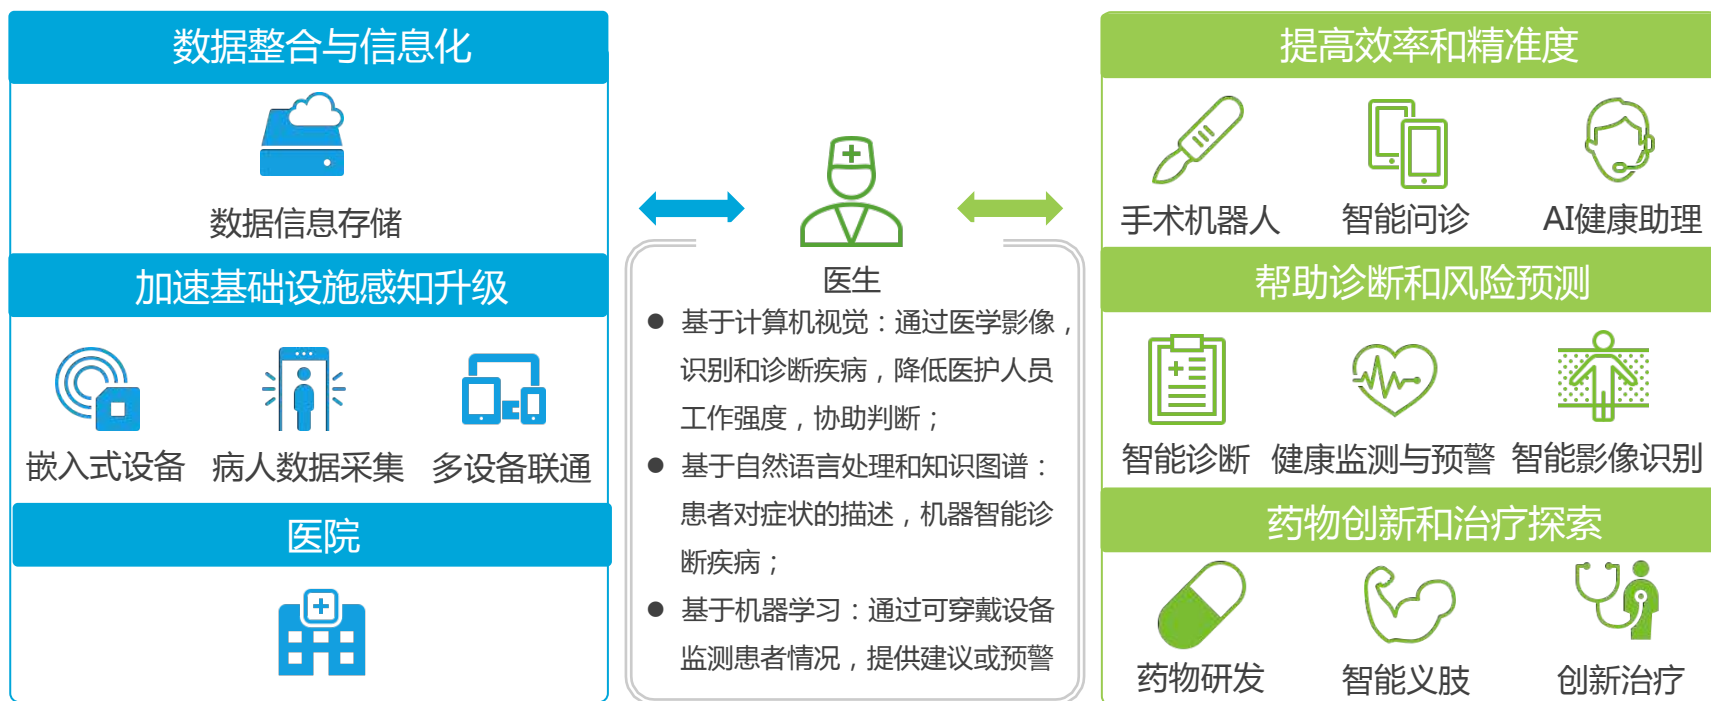 数据整合与信息化
数据信息存储
加速基础设施感知升级
嵌入式设备
病人数据采集
多设备联通
医院
医生
● 基于计算机视觉：通过医学影像，
识别和诊断疾病，降低医护人员
工作强度，协助判断；
● 基于自然语言处理和知识图谱：
患者对症状的描述，机器智能诊
断疾病；
● 基于机器学习：通过可穿戴设备
监测患者情况，提供建议或预警
提高效率和精准度
手术机器人
智能问诊
AI健康助理
帮助诊断和风险预测
智能诊断
健康监测与预警
智能影像识别
药物创新和治疗探索
药物研发
智能义肢
创新治疗